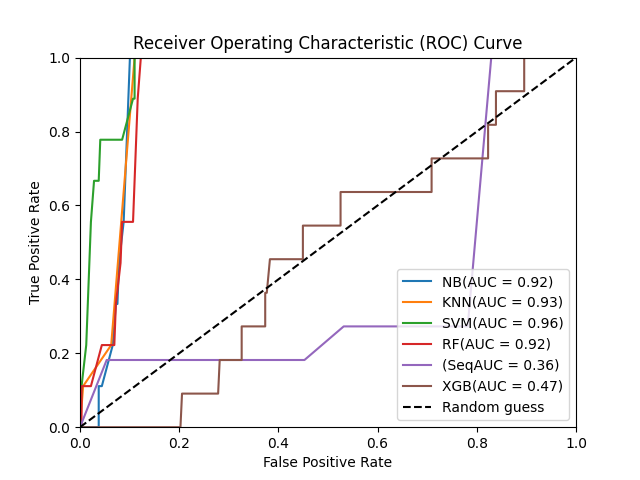 Receiver Operating Characteristic (ROC) Curve
1.0
0.8
0.6
0.4
0.2
0.0
True Positive Rate
NB(AUC = 0.92)
KNN(AUC = 0.93)
SVM(AUC = 0.96)
RF(AUC = 0.92)
(SeqAUC = 0.36)
XGB(AUC = 0.47)
Random guess
0.0 0.2 0.4 0.6 0.8 1.0
False Positive Rate